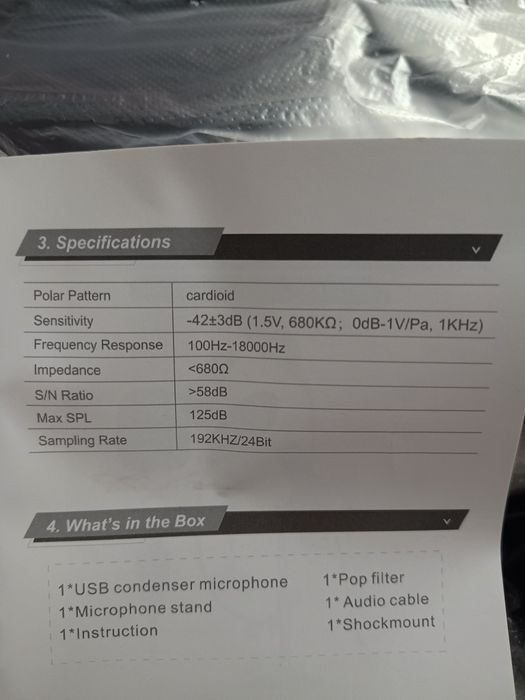 3. Specifications
Polar Pattern cardioid
Sensitivity -42±3dB (1.5V, 680KΩ; 0dB-1V/Pa, 1KHz)
Frequency Response 100Hz-18000Hz
Impedance <680Ω
S/N Ratio >58dB
Max SPL 125dB
Sampling Rate 192KHZ/24Bit
4. What's in the Box
1*USB condenser microphone 1*Pop filter
1*Microphone stand 1* Audio cable
1*Instruction 1*Shockmount